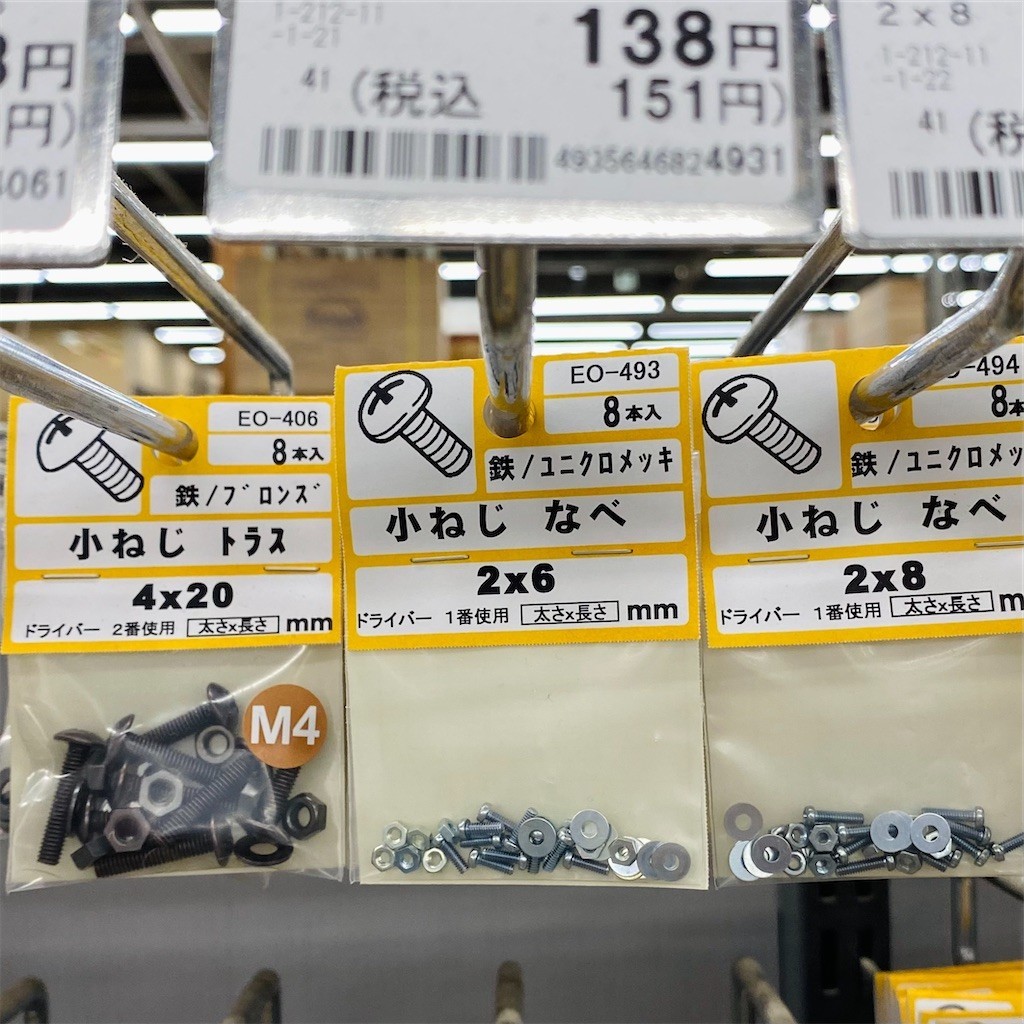 円
円)
4061
1-212-11
-1-21
138円
41 (税込 151円)
4935646824931
2 x 8
1-212-11
-1-22
41 (税
EO-406
8本入
鉄/ブロンズ
小ねじ トラス
4x20
ドライバー 2番使用 太さx長さ mm
M4
EO-493
8本入
鉄/ユニクロメッキ
小ねじ なべ
2x6
ドライバー 1番使用 太さx長さ mm
-494
8本
鉄/ユニクロメッ
小ねじ なべ
2x8
ドライバー 1番使用 太さx長さ m